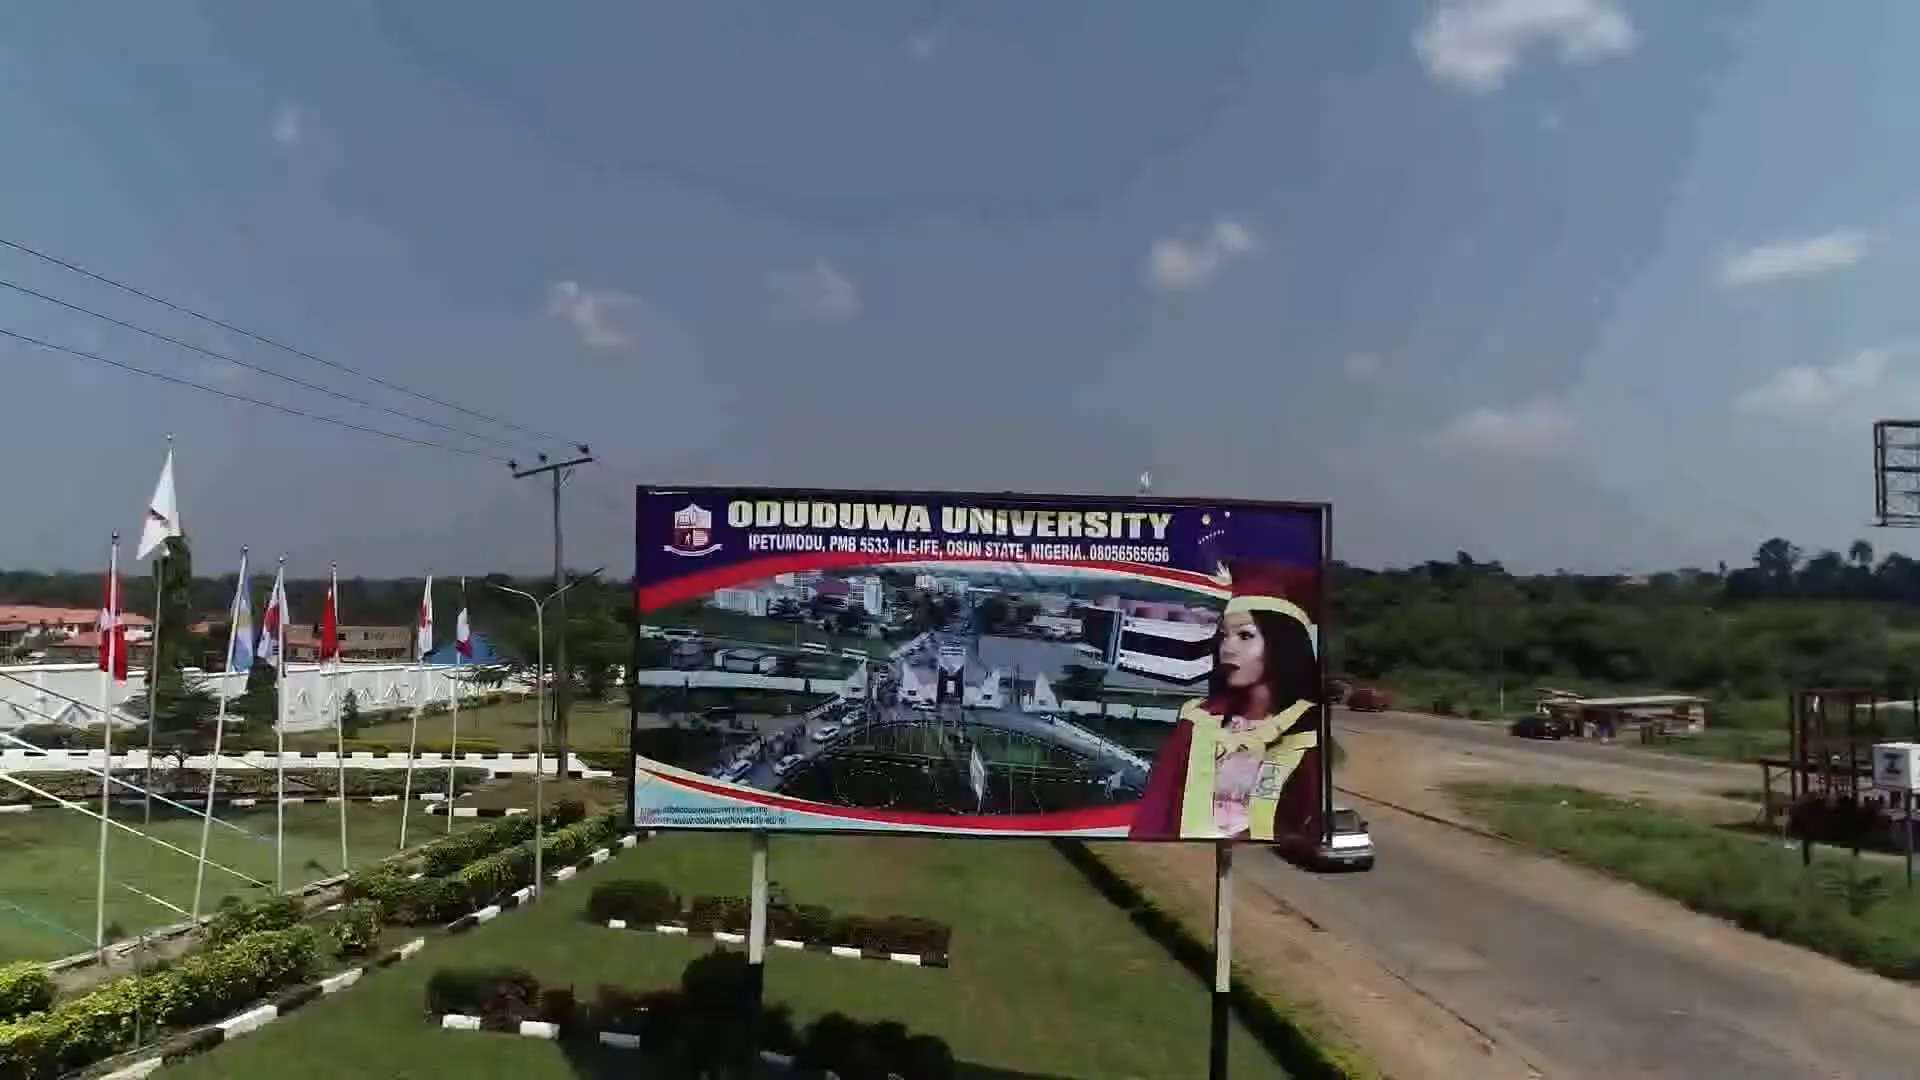 ODUDUWA UNIVERSITY
IPETUMODU, PMB 5533, ILE-IFE, OSUN STATE, NIGERIA. 08056565656